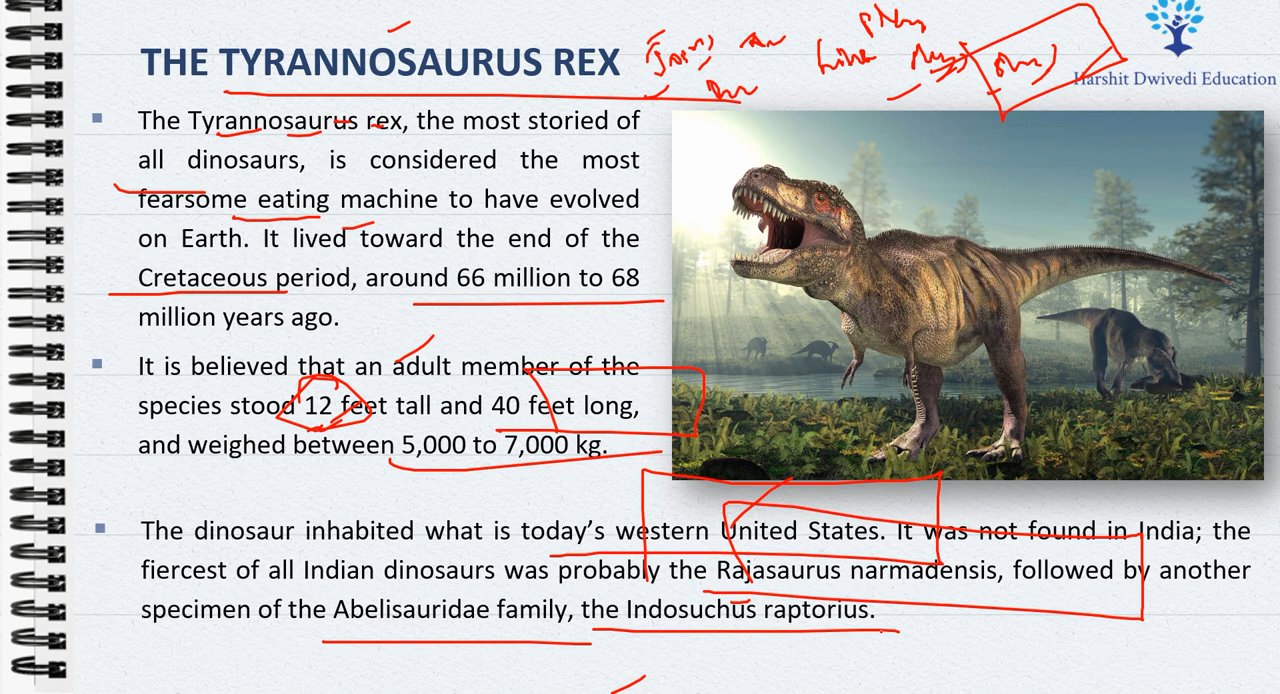 THE TYRANNOSAURUS REX
Harshit Dwivedi Education
▪ The Tyrannosaurus rex, the most storied of
all dinosaurs, is considered the most
fearsome eating machine to have evolved
on Earth. It lived toward the end of the
Cretaceous period, around 66 million to 68
million years ago.
▪ It is believed that an adult member of the
species stood 12 feet tall and 40 feet long,
and weighed between 5,000 to 7,000 kg.
▪ The dinosaur inhabited what is today's western United States. It was not found in India; the
fiercest of all Indian dinosaurs was probably the Rajasaurus narmadensis, followed by another
specimen of the Abelisauridae family, the Indosuchus raptorius.